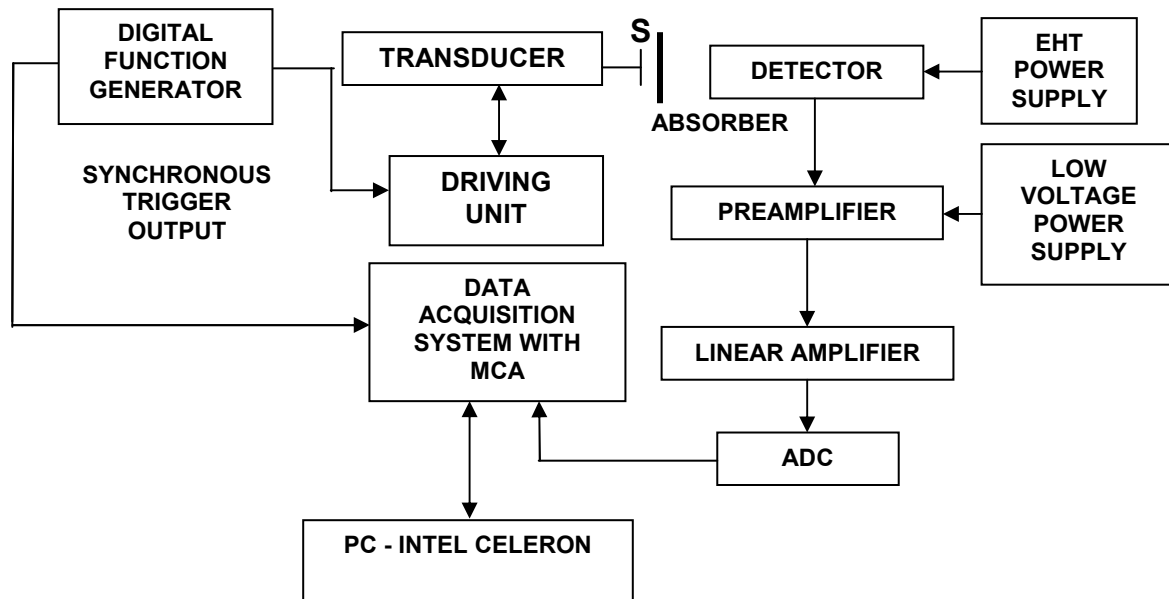 DIGITAL
FUNCTION
GENERATOR
TRANSDUCER
S
ABSORBER
DETECTOR
EHT
POWER
SUPPLY
SYNCHRONOUS
TRIGGER
OUTPUT
DRIVING
UNIT
PREAMPLIFIER
LOW
VOLTAGE
POWER
SUPPLY
DATA
ACQUISITION
SYSTEM WITH
MCA
LINEAR AMPLIFIER
ADC
PC - INTEL CELERON